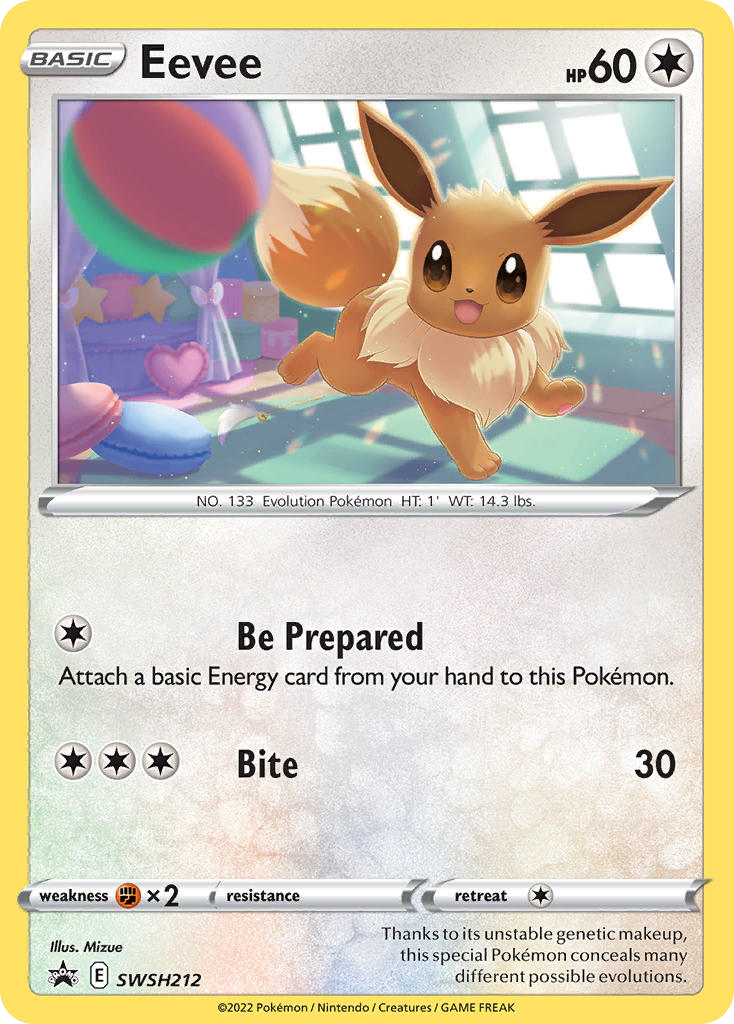 BASIC Eevee HP60
NO. 133 Evolution Pokémon HT: 1' WT: 14.3 lbs.
Be Prepared
Attach a basic Energy card from your hand to this Pokémon.
Bite 30
weakness ×2 resistance retreat
Illus. Mizue
Thanks to its unstable genetic makeup,
this special Pokémon conceals many
different possible evolutions.
E SWSH212
©2022 Pokémon / Nintendo / Creatures / GAME FREAK